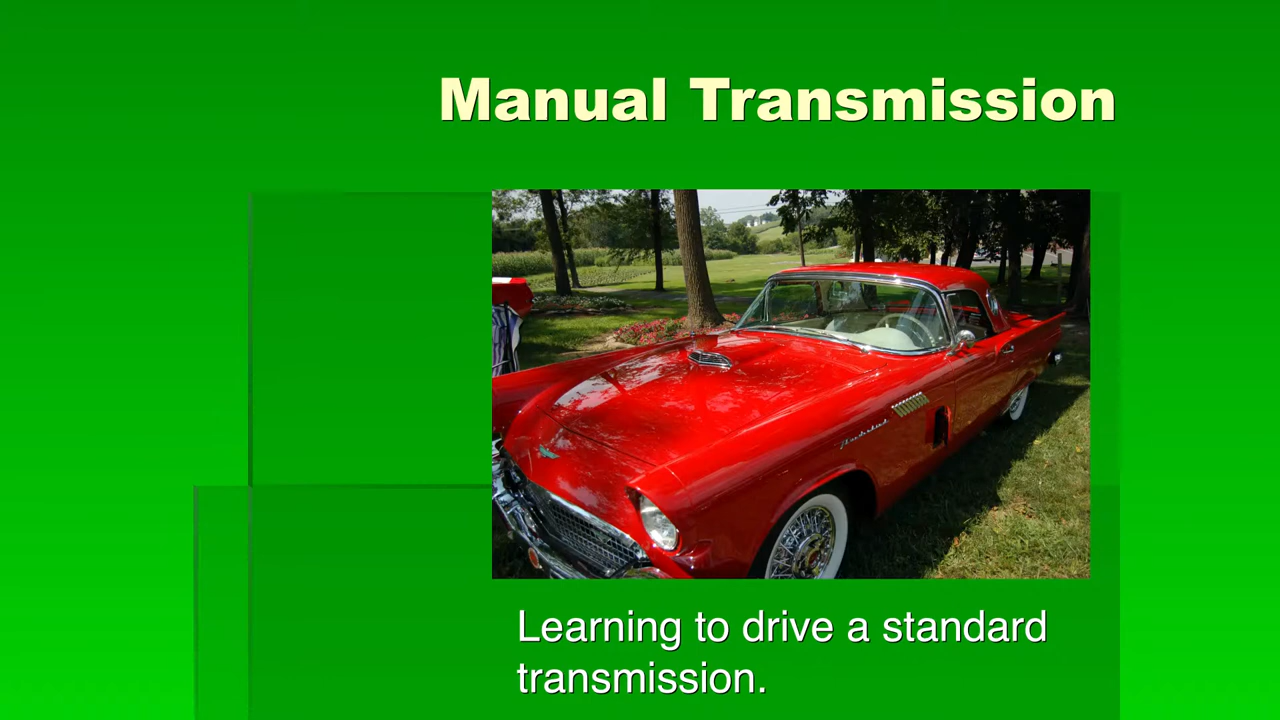 Manual Transmission
Learning to drive a standard
transmission.